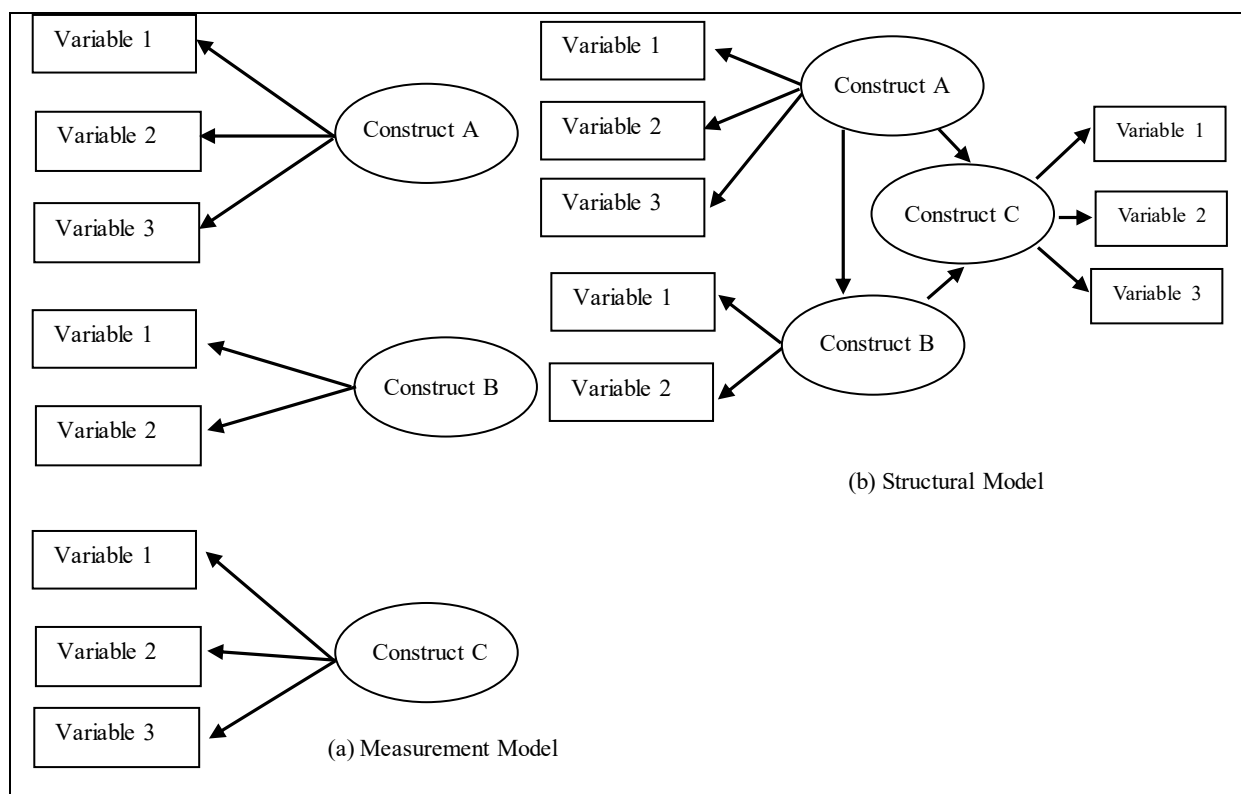 Variable 1
Variable 2
Variable 3
Construct A
Variable 1
Variable 2
Construct B
Variable 1
Variable 2
Variable 3
Construct C
(a) Measurement Model
Variable 1
Variable 2
Variable 3
Construct A
Construct C
Variable 1
Variable 2
Variable 3
Variable 1
Variable 2
Construct B
(b) Structural Model